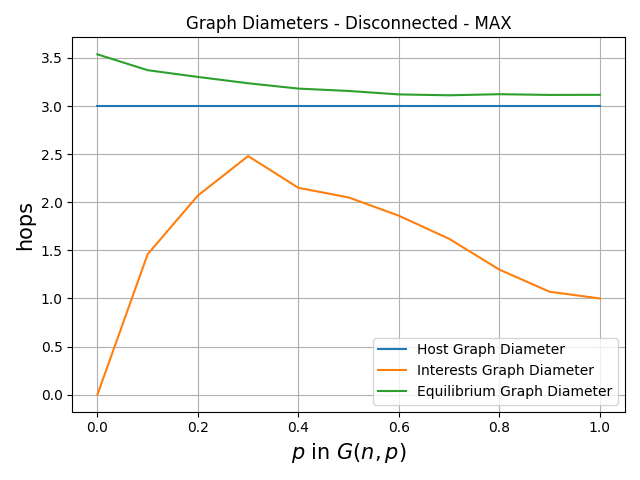 Graph Diameters - Disconnected - MAX
hops
3.5
3.0
2.5
2.0
1.5
1.0
0.5
0.0
0.0 0.2 0.4 0.6 0.8 1.0
p in G(n, p)
Host Graph Diameter
Interests Graph Diameter
Equilibrium Graph Diameter